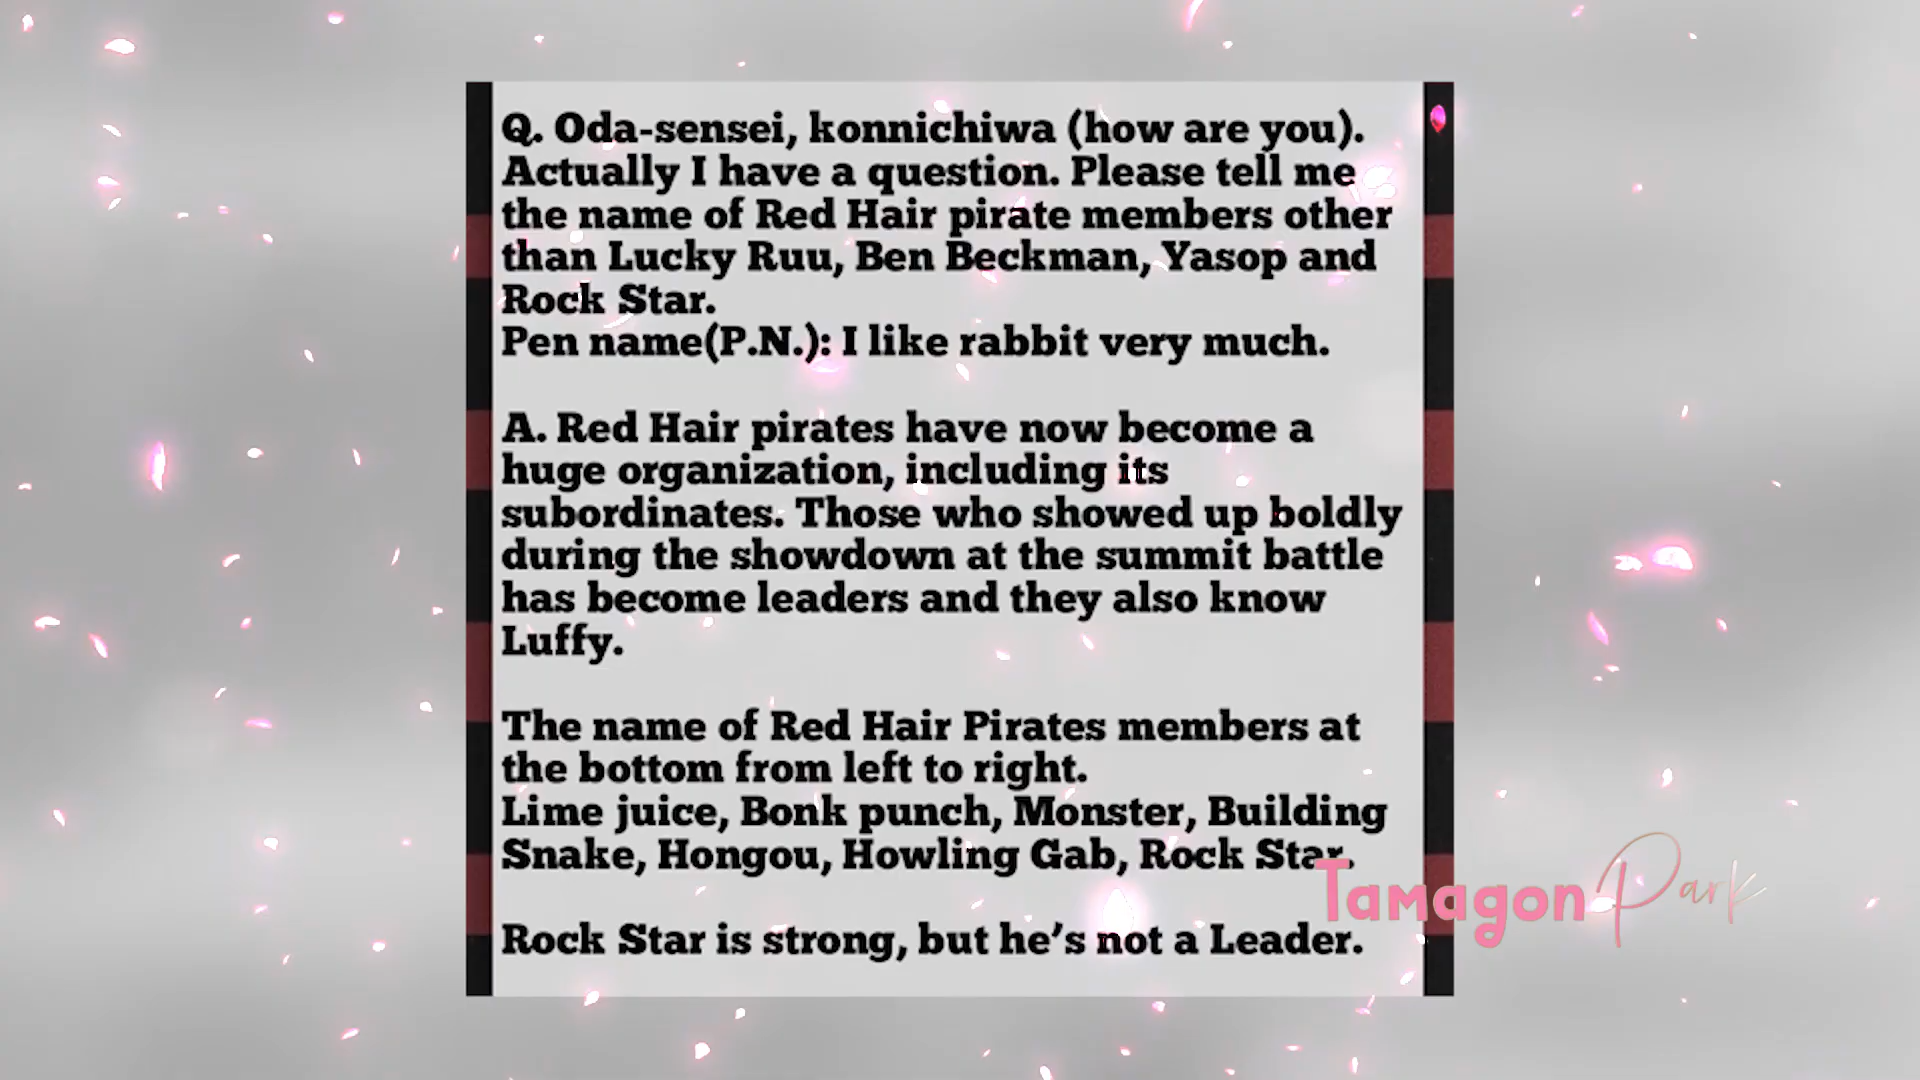 Q. Oda-sensei, konnichiwa (how are you).
Actually I have a question. Please tell me
the name of Red Hair pirate members other
than Lucky Ruu, Ben Beckman, Yasop and
Rock Star.
Pen name(P.N.): I like rabbit very much.
A. Red Hair pirates have now become a
huge organization, including its
subordinates. Those who showed up boldly
during the showdown at the summit battle
has become leaders and they also know
Luffy.
The name of Red Hair Pirates members at
the bottom from left to right.
Lime juice, Bonk punch, Monster, Building
Snake, Hongou, Howling Gab, Rock Star.
Rock Star is strong, but he's not a Leader.
Tamagon Park